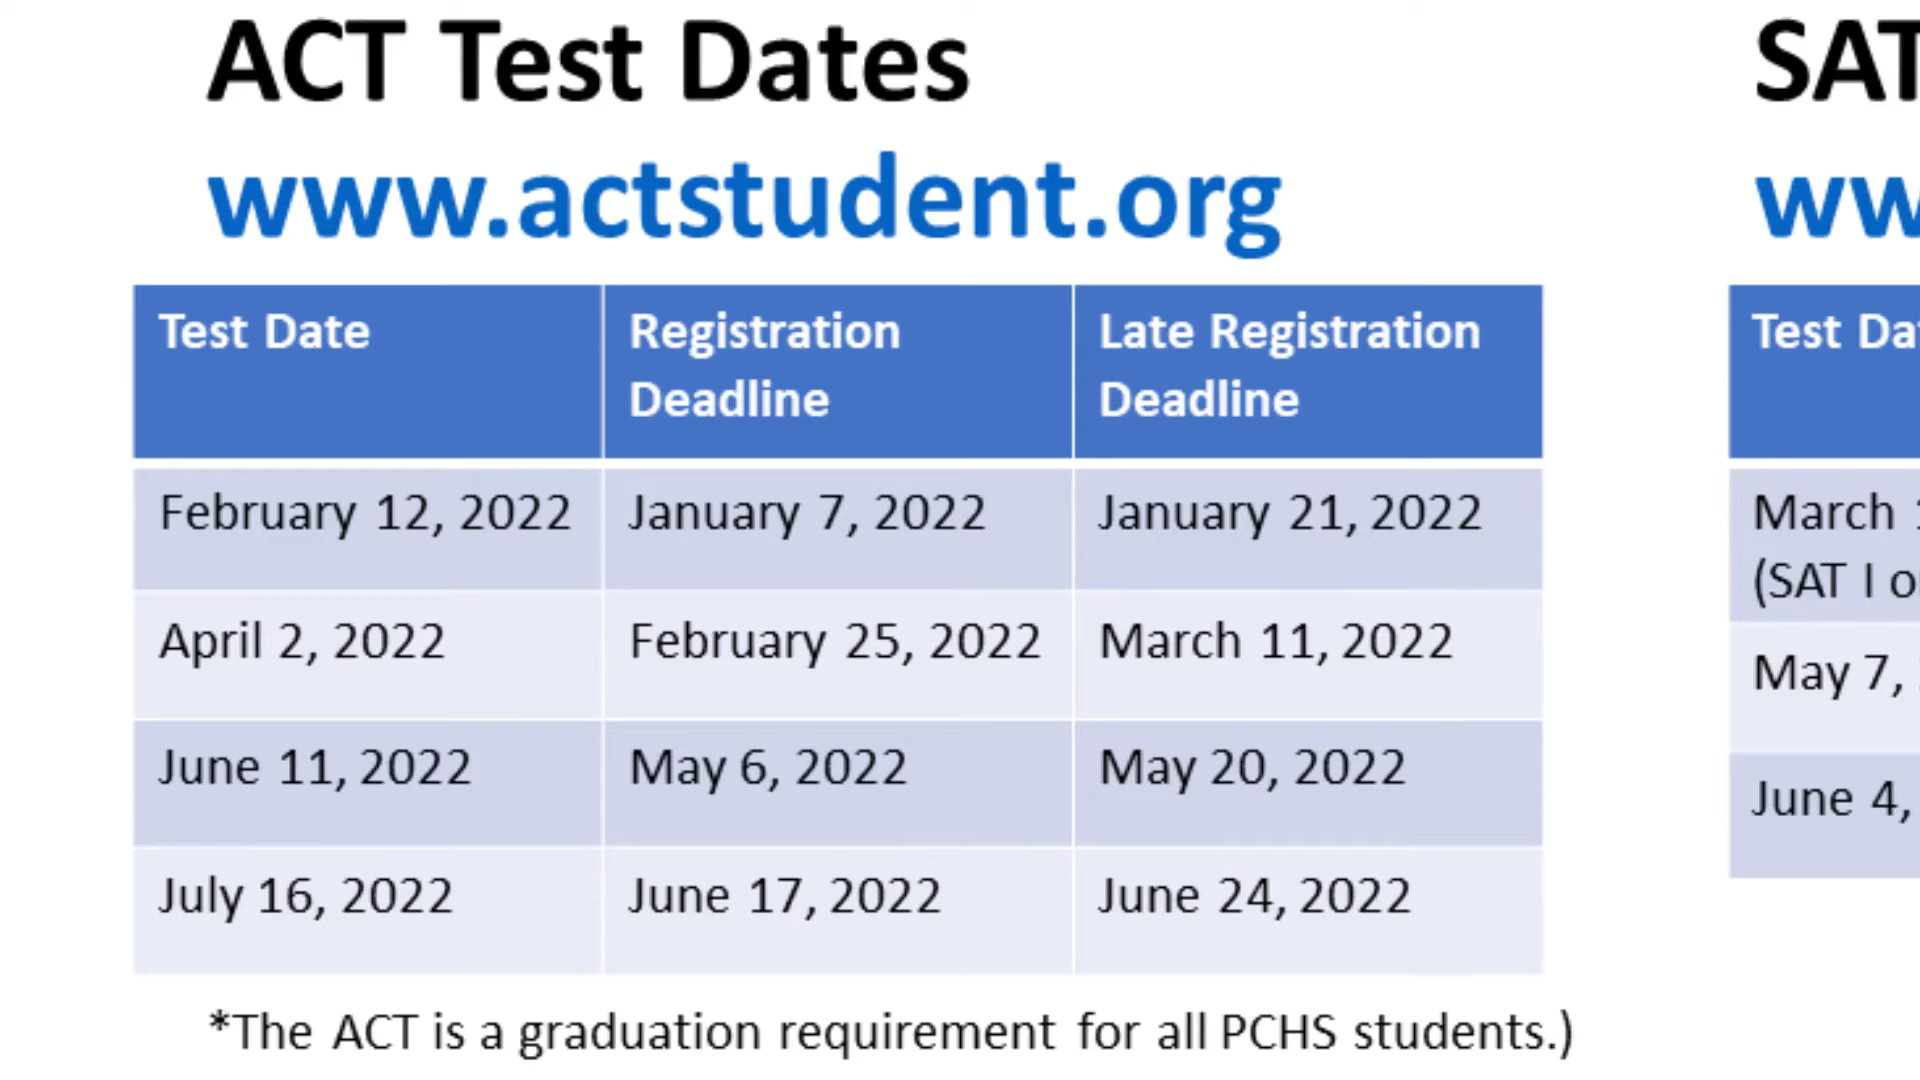 ACT Test Dates
www.actstudent.org
Test Date Registration Deadline Late Registration Deadline
February 12, 2022 January 7, 2022 January 21, 2022
April 2, 2022 February 25, 2022 March 11, 2022
June 11, 2022 May 6, 2022 May 20, 2022
July 16, 2022 June 17, 2022 June 24, 2022
*The ACT is a graduation requirement for all PCHS students.)
SAT
Test
March
(SAT I
May 7,
June 4,